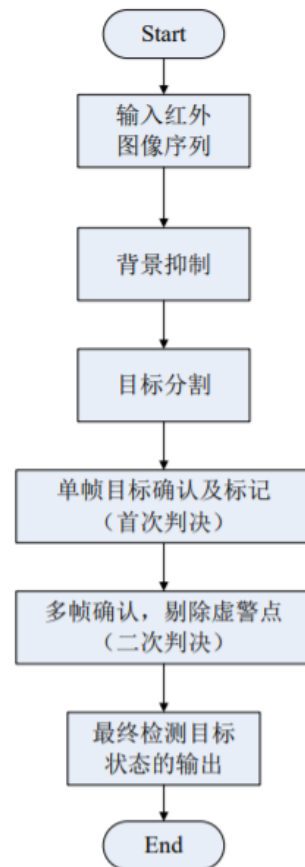 Start
输入红外
图像序列
背景抑制
目标分割
单帧目标确认及标记
（首次判决）
多帧确认，剔除虚警点
（二次判决）
最终检测目标
状态的输出
End